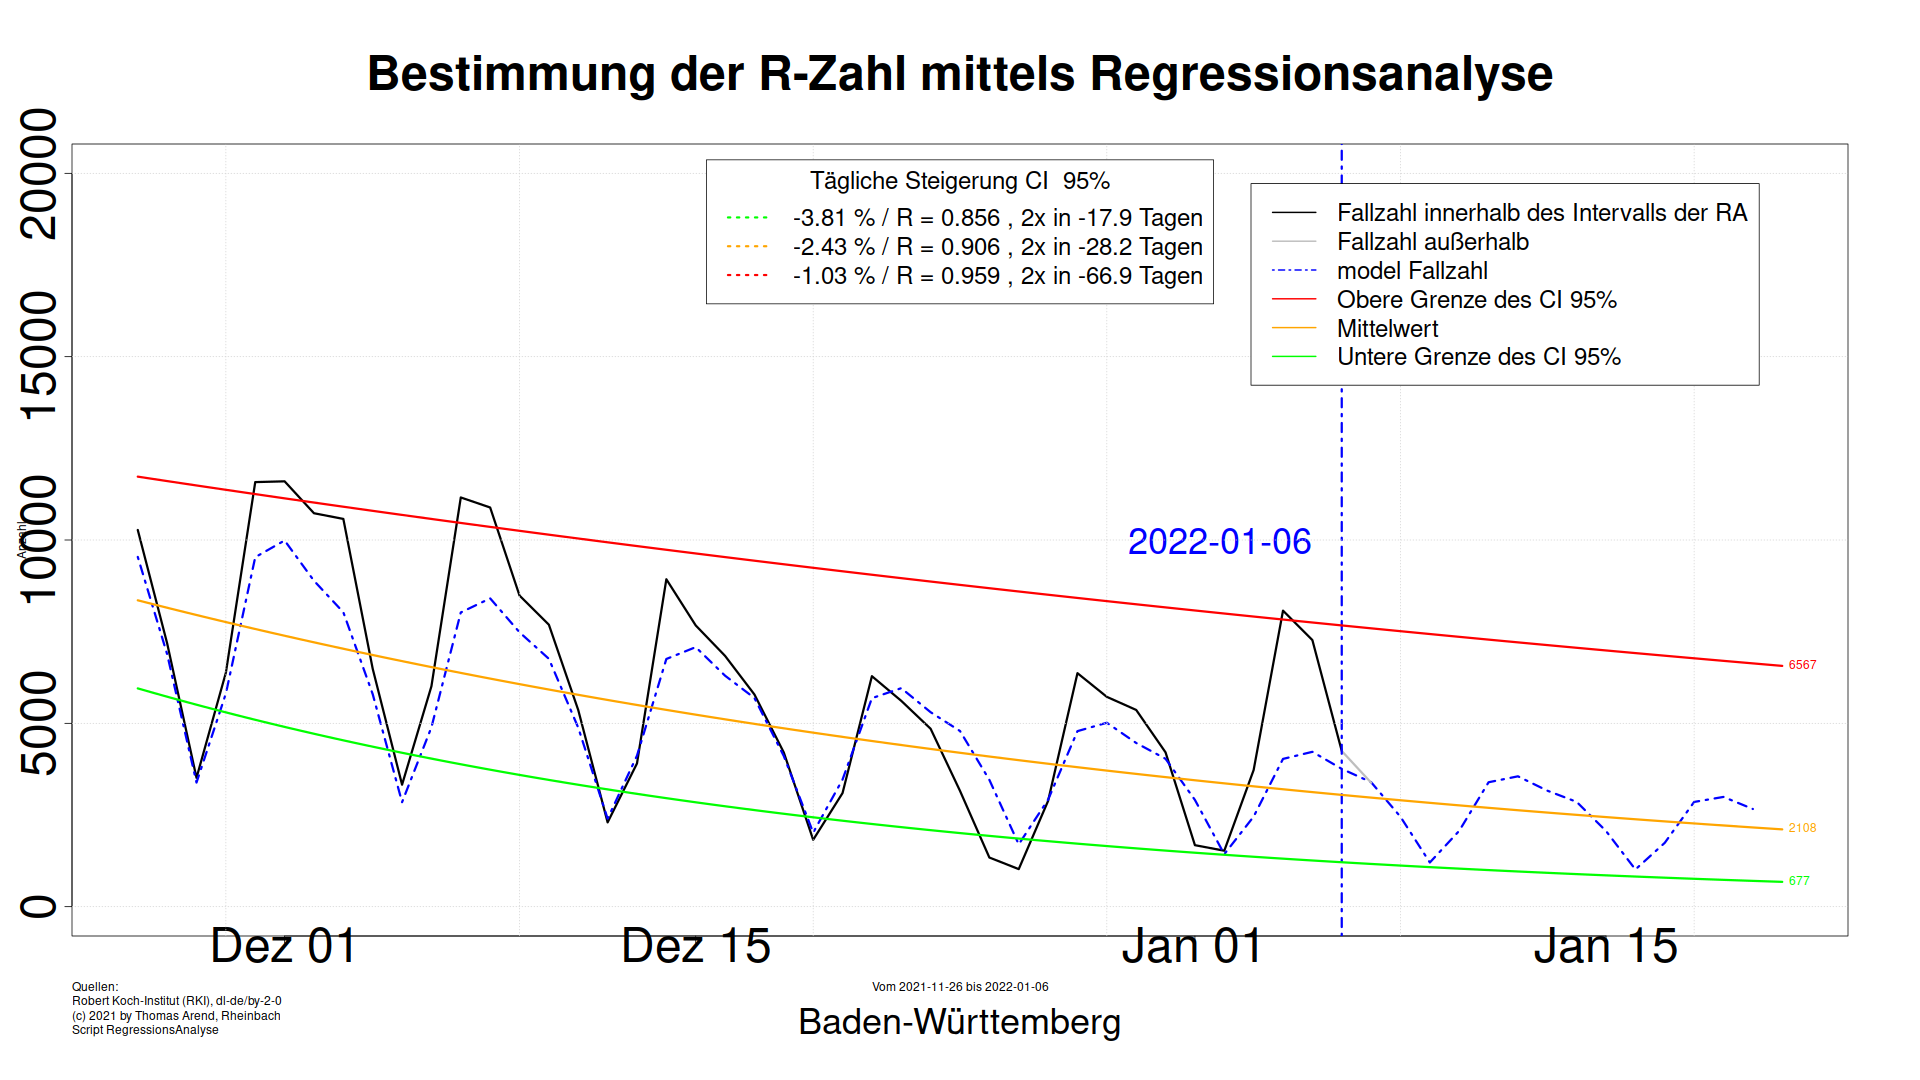 Bestimmung der R-Zahl mittels Regressionsanalyse
20000
15000
10000
5000
0
Anzahl
Tägliche Steigerung CI  95%
-3.81 % / R = 0.856 , 2x in -17.9 Tagen
-2.43 % / R = 0.906 , 2x in -28.2 Tagen
-1.03 % / R = 0.959 , 2x in -66.9 Tagen
Fallzahl innerhalb des Intervalls der RA
Fallzahl außerhalb
model Fallzahl
Obere Grenze des CI 95%
Mittelwert
Untere Grenze des CI 95%
2022-01-06
6567
2108
677
Dez 01
Dez 15
Jan 01
Jan 15
Quellen:
Robert Koch-Institut (RKI), dl-de/by-2-0
(c) 2021 by Thomas Arend, Rheinbach
Script RegressionsAnalyse
Vom 2021-11-26 bis 2022-01-06
Baden-Württemberg